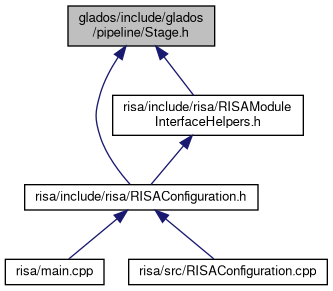 glados/include/glados
/pipeline/Stage.h
risa/include/risa/RISAModule
InterfaceHelpers.h
risa/include/risa/RISAConfiguration.h
risa/main.cpp
risa/src/RISAConfiguration.cpp